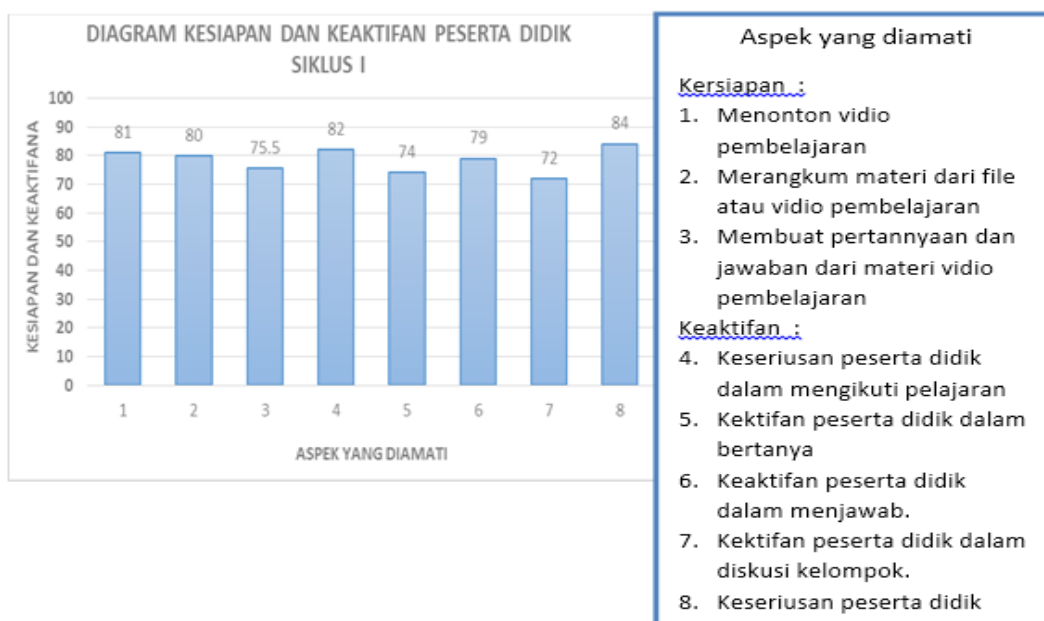 DIAGRAM KESIAPAN DAN KEAKTIFAN PESERTA DIDIK
SIKLUS I
KESIAPAN DAN KEAKTIFANA
100
90
80
70
60
50
40
30
20
10
0
81
80
75.5
82
74
79
72
84
1
2
3
4
5
6
7
8
ASPEK YANG DIAMATI
Aspek yang diamati
Kersiapan :
1. Menonton vidio
pembelajaran
2. Merangkum materi dari file
atau vidio pembelajaran
3. Membuat pertannyaan dan
jawaban dari materi vidio
pembelajaran
Keaktifan :
4. Keseriusan peserta didik
dalam mengikuti pelajaran
5. Kektifan peserta didik dalam
bertanya
6. Keaktifan peserta didik
dalam menjawab.
7. Kektifan peserta didik dalam
diskusi kelompok.
8. Keseriusan peserta didik